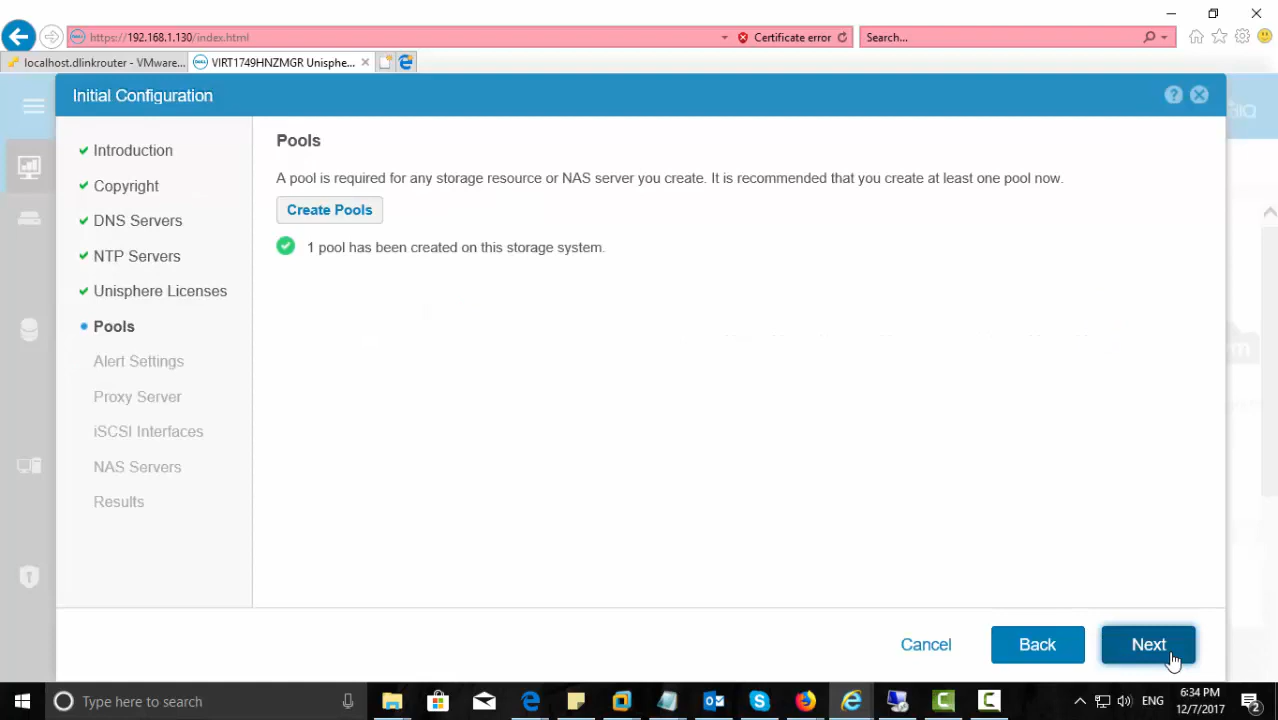 https://192.168.1.130/index.html
Certificate error
Search...
localhost.dlinkrouter - VMware...
VIRT1749HNZMGR Unisphe...
Initial Configuration
Introduction
Copyright
DNS Servers
NTP Servers
Unisphere Licenses
Pools
Alert Settings
Proxy Server
iSCSI Interfaces
NAS Servers
Results
Pools
A pool is required for any storage resource or NAS server you create. It is recommended that you create at least one pool now.
Create Pools
1 pool has been created on this storage system.
Cancel
Back
Next
Type here to search
ENG
6:34 PM
12/7/2017
2